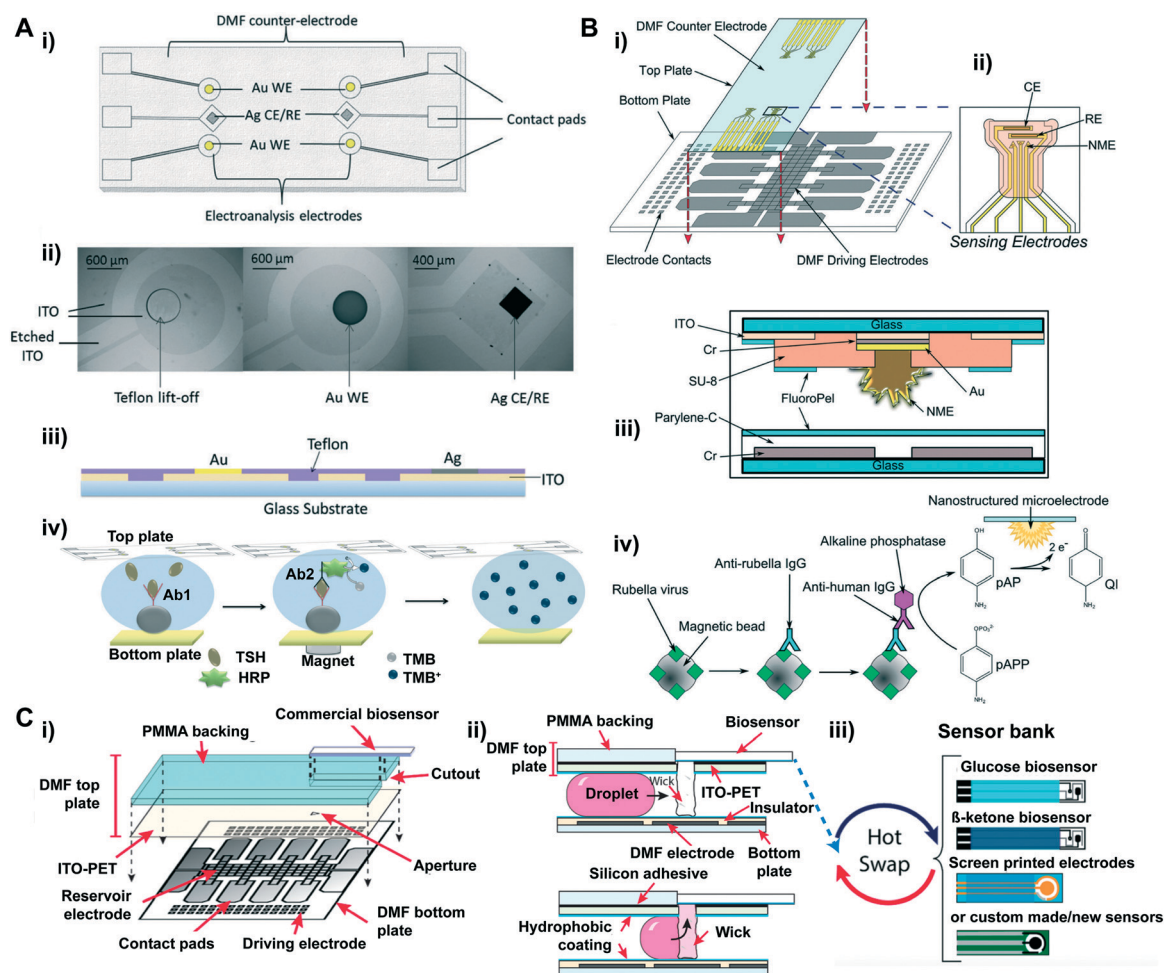 A
i)
DMF counter-electrode
Au WE
Ag CE/RE
Contact pads
Au WE
Electroanalysis electrodes
ii)
600 µm
600 µm
400 µm
ITO
Etched
ITO
Teflon lift-off
Au WE
Ag CE/RE
iii)
Teflon
Au
Ag
ITO
Glass Substrate
iv)
Top plate
Ab1
Ab2
Bottom plate
Magnet
TSH
HRP
TMB
TMB⁺
B
i)
DMF Counter Electrode
Top Plate
Bottom Plate
Electrode Contacts
DMF Driving Electrodes
ii)
CE
RE
NME
Sensing Electrodes
iii)
Glass
ITO
Cr
SU-8
Au
FluoroPel
NME
Parylene-C
Cr
Glass
iv)
Nanostructured microelectrode
Alkaline phosphatase
Anti-rubella IgG
Anti-human IgG
Rubella virus
Magnetic bead
OH
pAP
NH₂
2 e⁻
O
QI
NH₂
OPO₃²⁻
pAPP
NH₂
C
i)
Commercial biosensor
PMMA backing
DMF top
plate
Cutout
ITO-PET
Aperture
Reservoir
electrode
DMF bottom
plate
Contact pads
Driving electrode
ii)
PMMA backing
Biosensor
DMF top
plate
Droplet
Wick
ITO-PET
Insulator
DMF electrode
Bottom
plate
Silicon adhesive
Hydrophobic
coating
Wick
iii)
Sensor bank
Hot
Swap
Glucose biosensor
ß-ketone biosensor
Screen printed electrodes
or custom made/new sensors